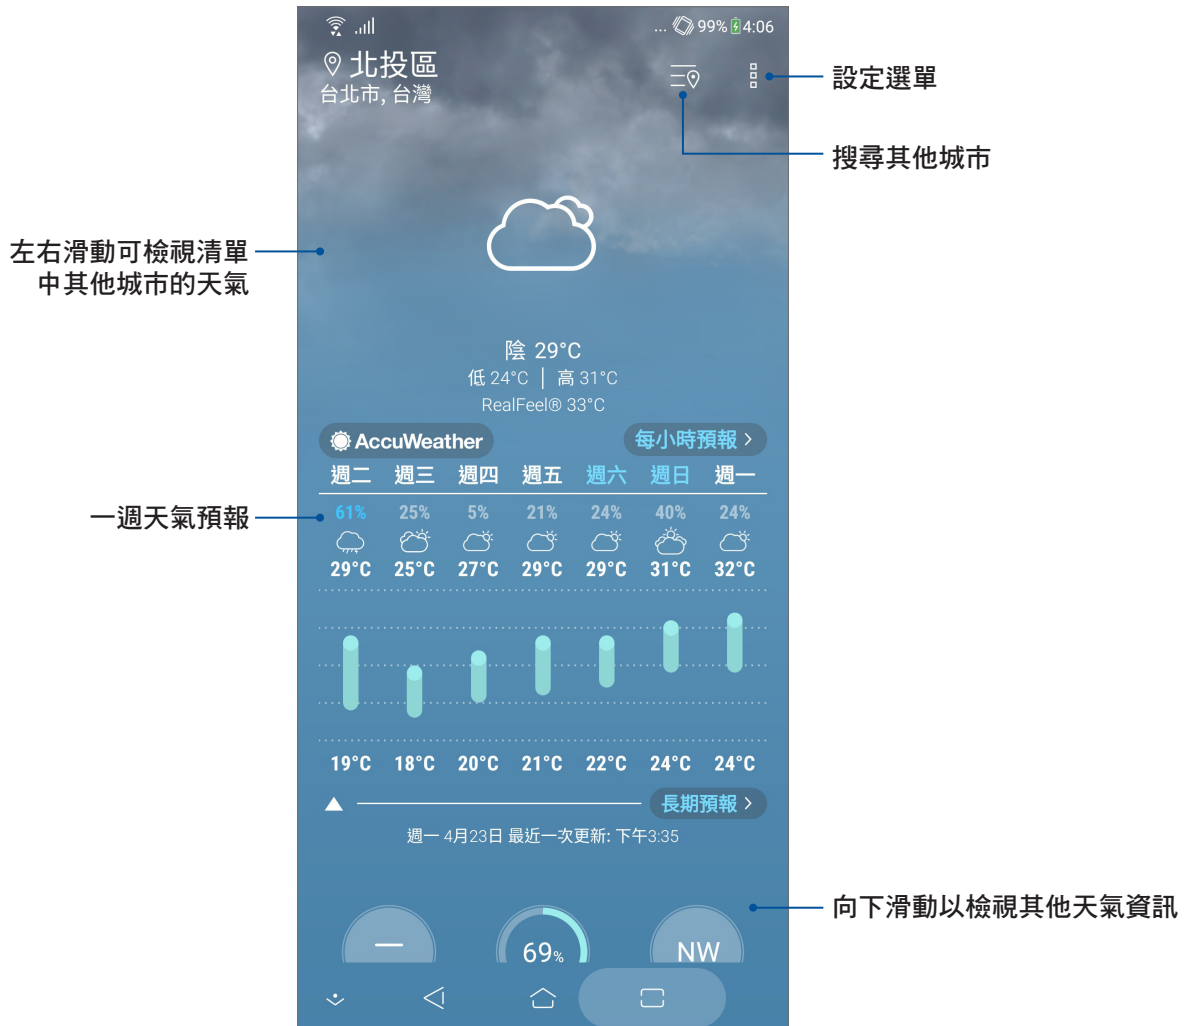 ... 99% 4:06
北投區
台北市, 台灣
設定選單
搜尋其他城市
左右滑動可檢視清單
中其他城市的天氣
陰 29°C
低 24°C | 高 31°C
RealFeel® 33°C
AccuWeather 每小時預報 >
週二 週三 週四 週五 週六 週日 週一
一週天氣預報
61% 25% 5% 21% 24% 40% 24%
29°C 25°C 27°C 29°C 29°C 31°C 32°C
19°C 18°C 20°C 21°C 22°C 24°C 24°C
長期預報 >
週一 4月23日 最近一次更新: 下午3:35
向下滑動以檢視其他天氣資訊
69% NW